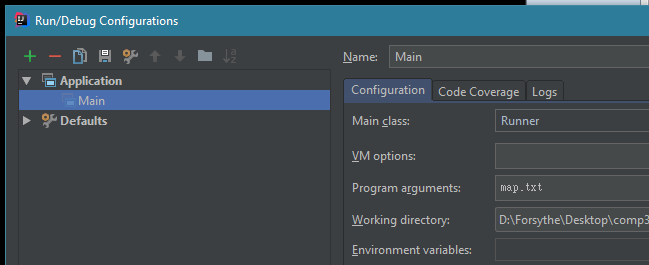 Run/Debug Configurations
Name: Main
Application
Main
Defaults
Configuration Code Coverage Logs
Main class: Runner
VM options:
Program arguments: map.txt
Working directory: D:\Forsythe\Desktop\comp3
Environment variables: